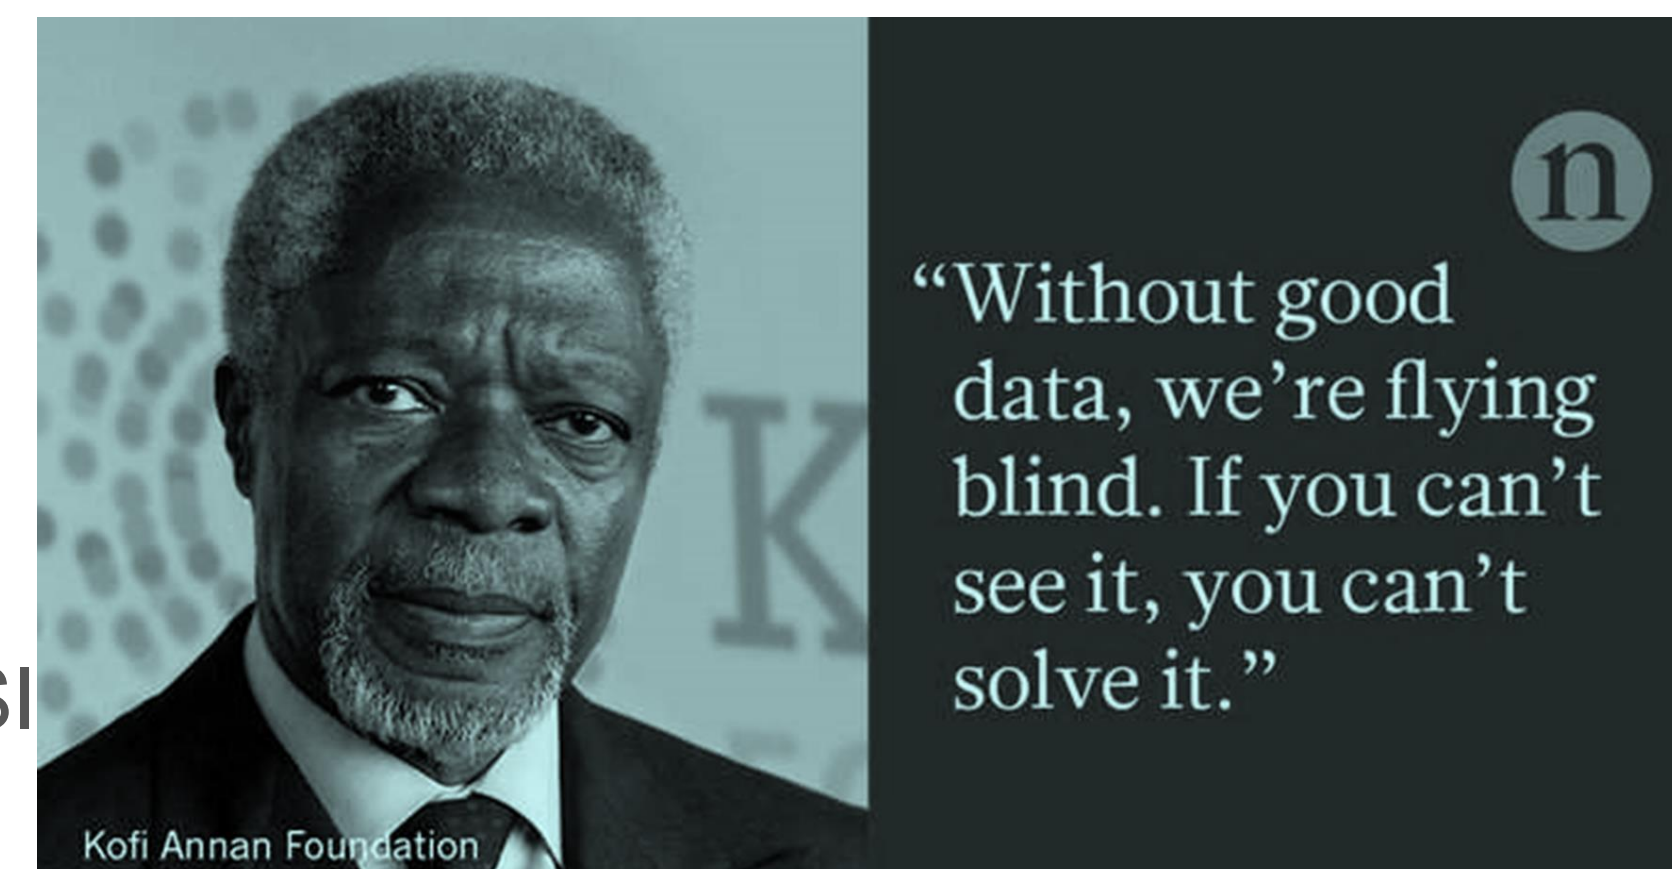 n
“Without good
data, we’re flying
blind. If you can’t
see it, you can’t
solve it.”
K
SI
Kofi Annan Foundation